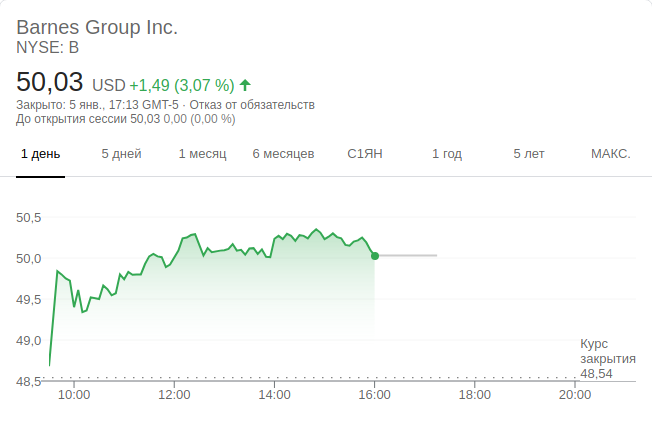 Barnes Group Inc.
NYSE: B
50,03 USD +1,49 (3,07 %)
Закрыто: 5 янв., 17:13 GMT-5 · Отказ от обязательств
До открытия сессии 50,03 0,00 (0,00 %)
1 день 5 дней 1 месяц 6 месяцев С1ЯН 1 год 5 лет МАКС.
50,5
50,0
49,5
49,0
Курс
закрытия
48,54
48,5
10:00 12:00 14:00 16:00 18:00 20:00